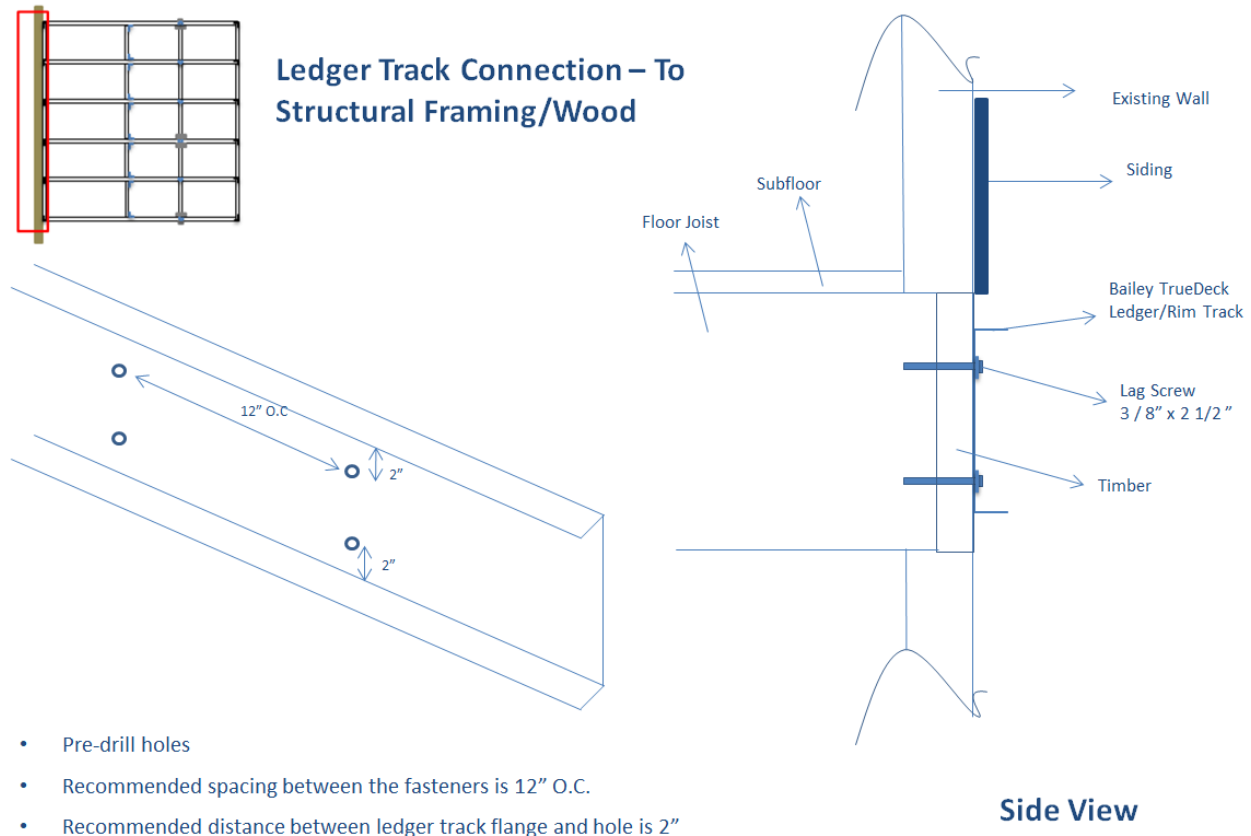 Ledger Track Connection – To
Structural Framing/Wood
Existing Wall
Siding
Subfloor
Floor Joist
Bailey TrueDeck
Ledger/Rim Track
Lag Screw
3 / 8” x 2 1/2 ”
Timber
12” O.C
2”
2”
• Pre-drill holes
• Recommended spacing between the fasteners is 12” O.C.
• Recommended distance between ledger track flange and hole is 2”
Side View